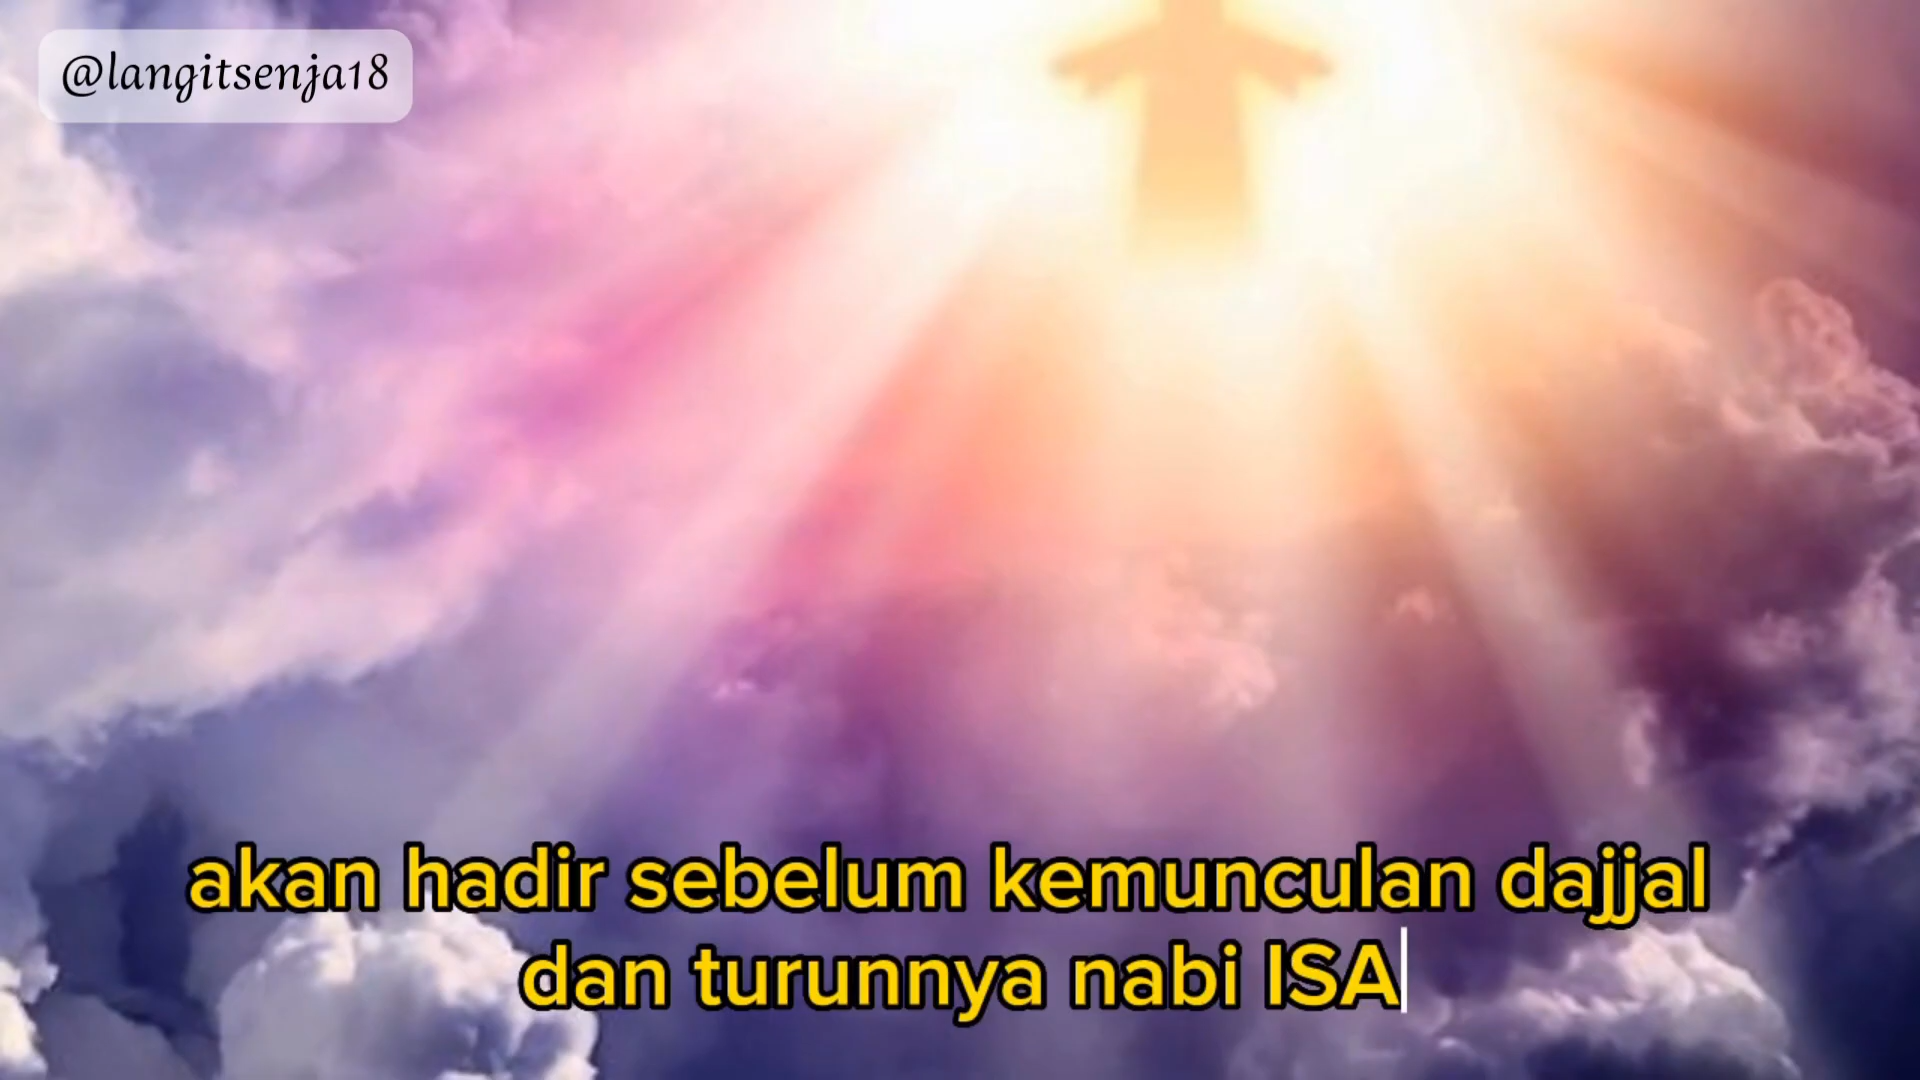 @langitsenja18
akan hadir sebelum kemunculan dajjal
dan turunnya nabi ISA